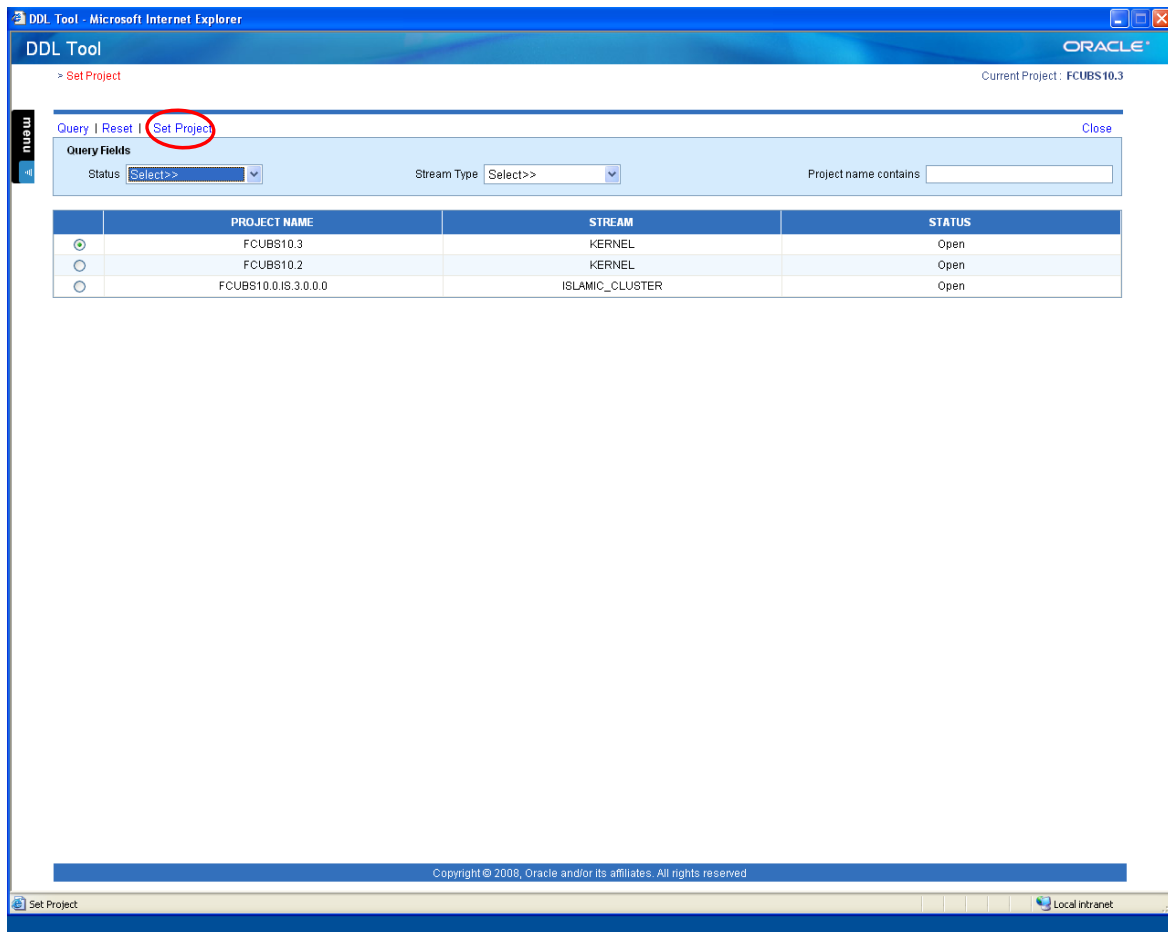 DDL Tool - Microsoft Internet Explorer
DDL Tool
ORACLE
> Set Project
Current Project : FCUBS10.3
menu
Query | Reset | Set Project
Close
Query Fields
Status Select>> Stream Type Select>> Project name contains
PROJECT NAME STREAM STATUS
FCUBS10.3 KERNEL Open
FCUBS10.2 KERNEL Open
FCUBS10.0.IS.3.0.0.0 ISLAMIC_CLUSTER Open
Copyright © 2008, Oracle and/or its affiliates. All rights reserved
Set Project
Local intranet